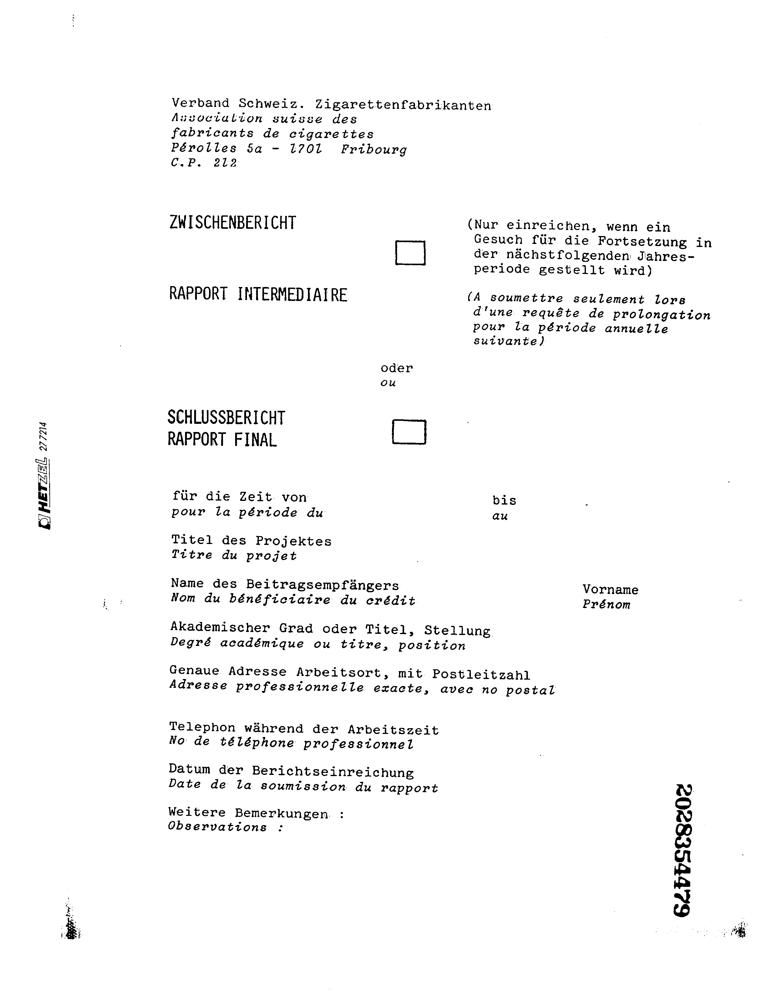 Verband Schweiz. Zigarettenfabrikanten
Association suisse des
fabricants de cigarettes
Pérolles 5a - 1701 Fribourg
C.P. 212
ZWISCHENBERICHT
(Nur einreichen, wenn ein
Gesuch für die Fortsetzung in
der nächstfolgenden Jahres-
periode gestellt wird)
RAPPORT INTERMEDIAIRE
(A soumettre seulement lors
d'une requête de prolongation
pour la période annuelle
suivante)
oder
ou
SCHLUSSBERICHT
RAPPORT FINAL
HETZEL 277214
für die Zeit von bis
pour la période du au
Titel des Projektes
Titre du projet
Name des Beitragsempfängers Vorname
Nom du bénéficiaire du crédit Prénom
Akademischer Grad oder Titel, Stellung
Degré académique ou titre, position
Genaue Adresse Arbeitsort, mit Postleitzahl
Adresse professionnelle exacte, avec no postal
Telephon während der Arbeitszeit
No de téléphone professionnel
Datum der Berichtseinreichung
Date de la soumission du rapport
Weitere Bemerkungen :
Observations :
2028354479